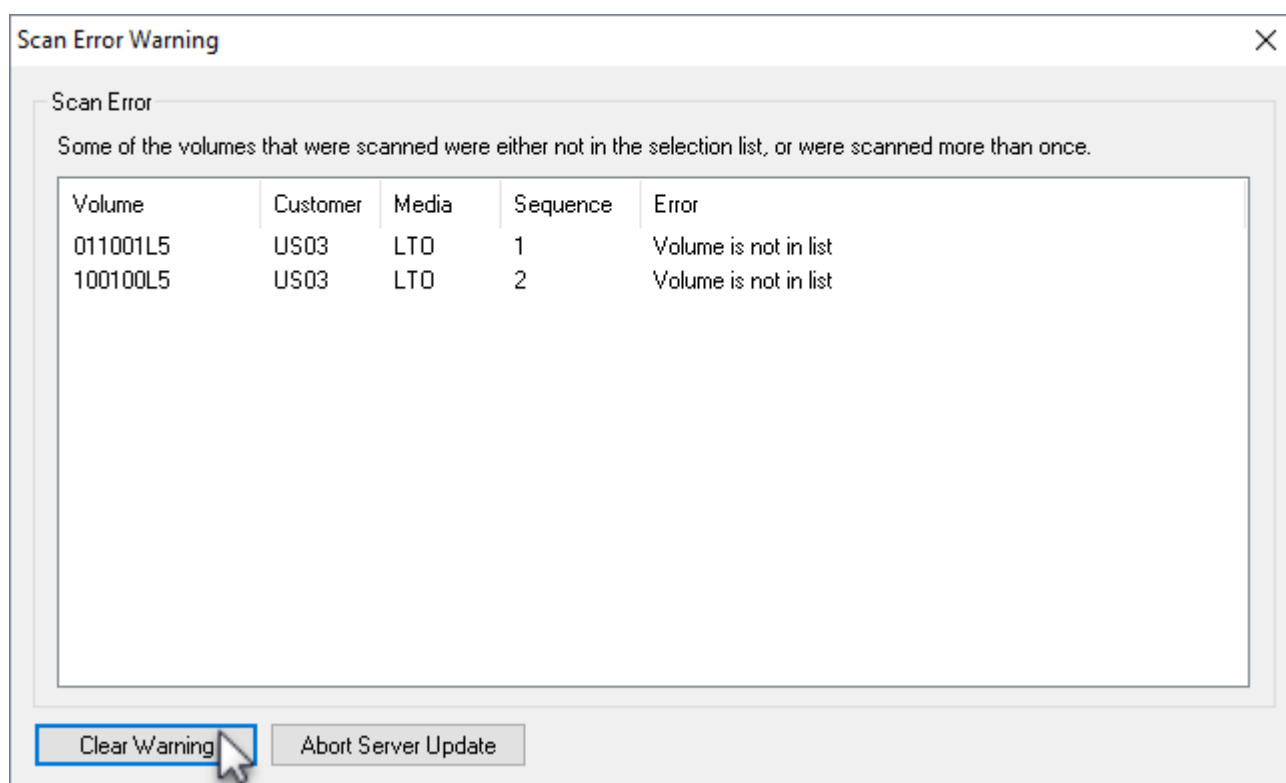 Scan Error Warning
Scan Error
Some of the volumes that were scanned were either not in the selection list, or were scanned more than once.
Volume Customer Media Sequence Error
011001L5 US03 LTO 1 Volume is not in list
100100L5 US03 LTO 2 Volume is not in list
Clear Warning Abort Server Update